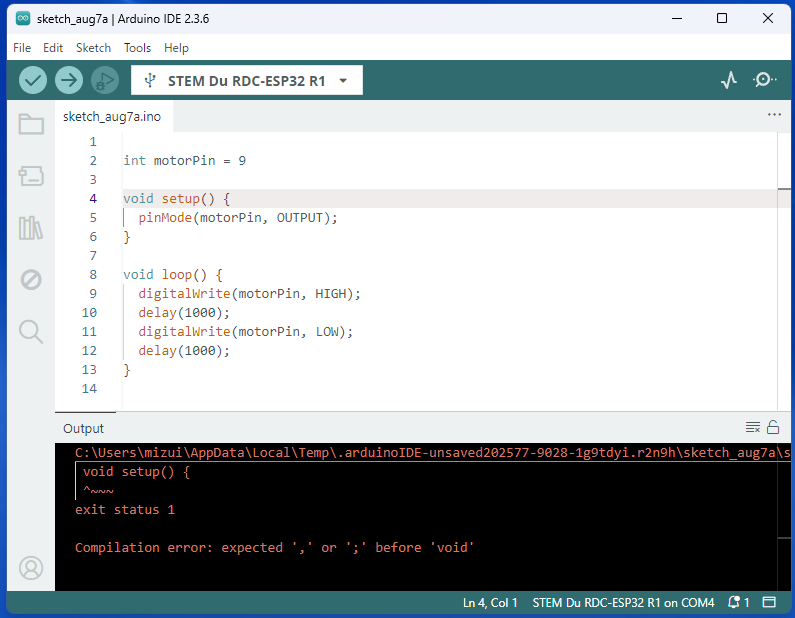 sketch_aug7a | Arduino IDE 2.3.6
File Edit Sketch Tools Help
STEM Du RDC-ESP32 R1
sketch_aug7a.ino
1
2 int motorPin = 9
3
4 void setup() {
5 pinMode(motorPin, OUTPUT);
6 }
7
8 void loop() {
9 digitalWrite(motorPin, HIGH);
10 delay(1000);
11 digitalWrite(motorPin, LOW);
12 delay(1000);
13 }
14
Output
C:\Users\mizui\AppData\Local\Temp\.arduinoIDE-unsaved202577-9028-1g9tdyi.r2n9h\sketch_aug7a\s
void setup() {
^~~~
exit status 1
Compilation error: expected ',' or ';' before 'void'
Ln 4, Col 1 STEM Du RDC-ESP32 R1 on COM4 1